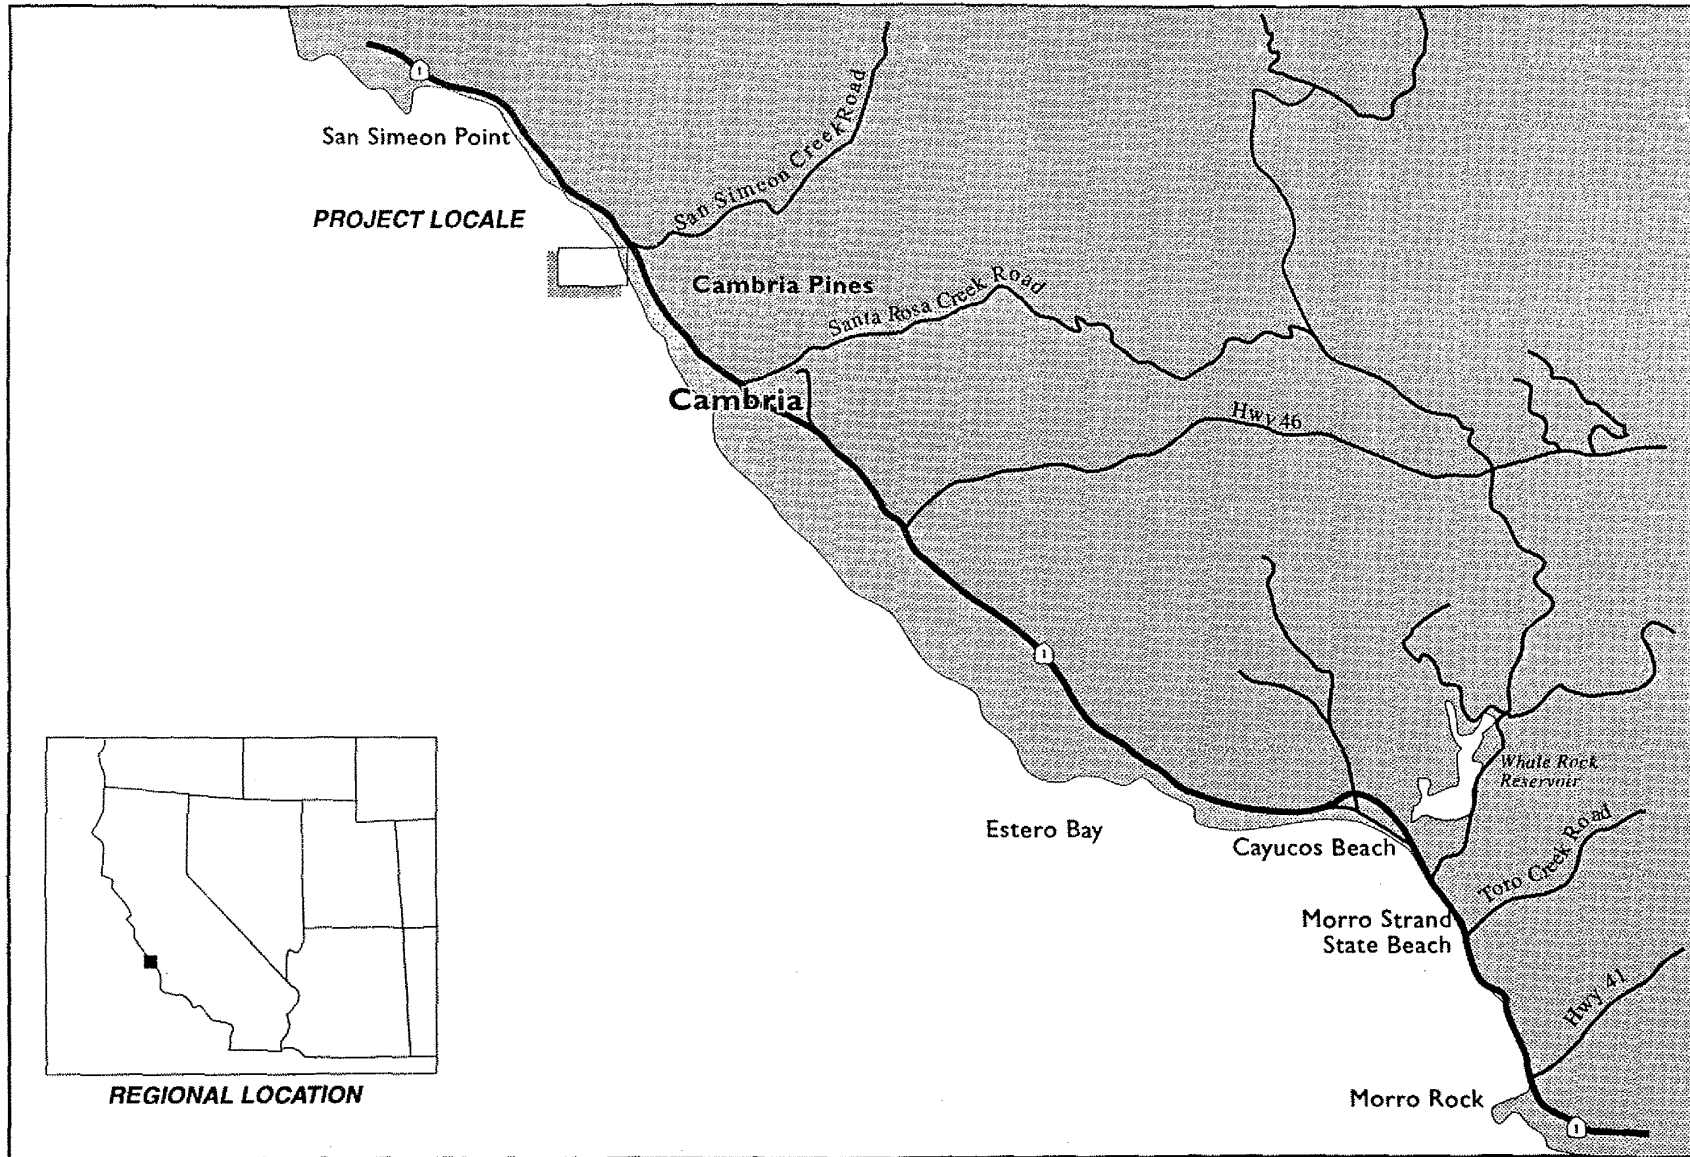 1
San Simeon Point
San Simeon Creek Road
PROJECT LOCALE
Cambria Pines
Santa Rosa Creek Road
Cambria
Hwy 46
1
Whale Rock
Reservoir
Estero Bay
Cayucos Beach
Toro Creek Road
Morro Strand
State Beach
Hwy 41
REGIONAL LOCATION
Morro Rock
1